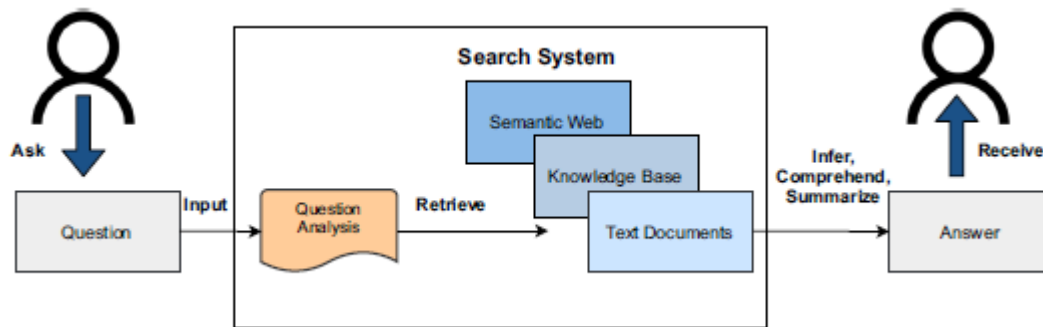 Search System
Semantic Web
Ask
Infer,
Receive
Comprehend,
Knowledge Base
Summarize
Input
Question
Retrieve
Analysis
Question
Text Documents
Answer